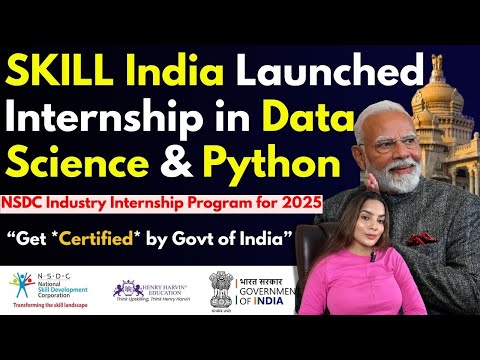 SKILL India Launched
Internship in Data
Science & Python
NSDC Industry Internship Program for 2025
“Get *Certified* by Govt of India”
N·S·D·C
National
Skill Development
Corporation
Transforming the skill landscape
HENRY HARVIN®
EDUCATION
Think Upskilling, Think Henry Harvin
भारत सरकार
GOVERNMENT
OF INDIA